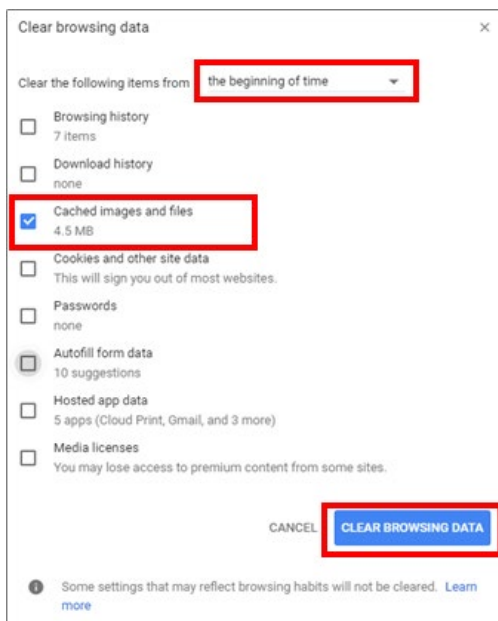 Clear browsing data
Clear the following items from the beginning of time
Browsing history
7 items
Download history
none
Cached images and files
4.5 MB
Cookies and other site data
This will sign you out of most websites.
Passwords
none
Autofill form data
10 suggestions
Hosted app data
5 apps (Cloud Print, Gmail, and 3 more)
Media licenses
You may lose access to premium content from some sites.
CANCEL CLEAR BROWSING DATA
Some settings that may reflect browsing habits will not be cleared. Learn
more